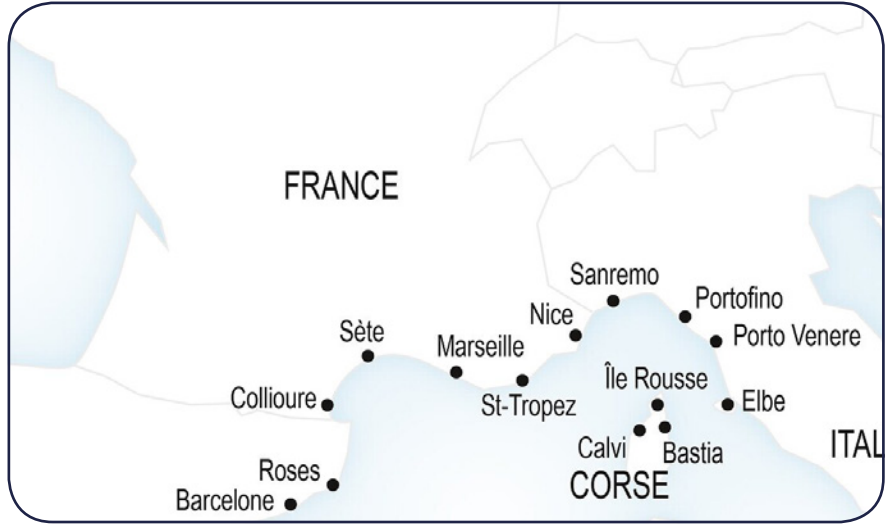 FRANCE
Sanremo
Portofino
Nice
Sète
Porto Venere
Marseille
Île Rousse
Collioure
St-Tropez
Elbe
ITAL
Calvi
Bastia
Roses
CORSE
Barcelone